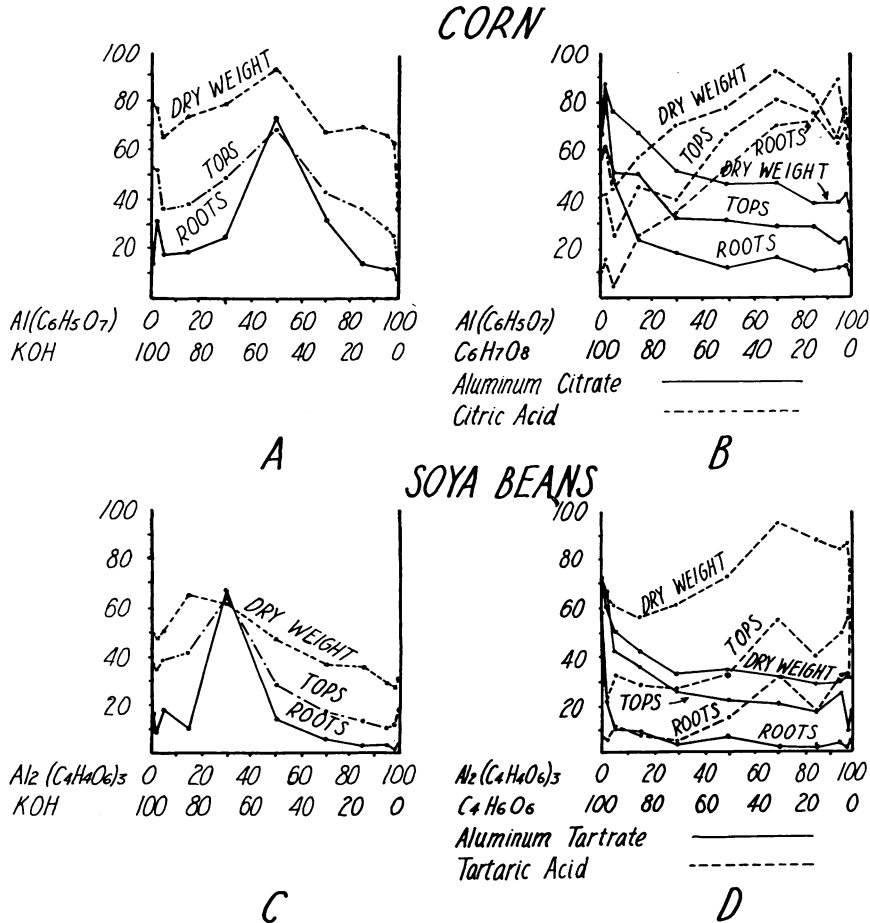 CORN
100
80
60
40
20
DRY WEIGHT
TOPS
ROOTS
Al(C6H5O7) 0 20 40 60 80 100
KOH 100 80 60 40 20 0
A
100
80
60
40
20
DRY WEIGHT
TOPS
ROOTS
DRY WEIGHT
TOPS
ROOTS
Al(C6H5O7) 0 20 40 60 80 100
C6H7O8 100 80 60 40 20 0
Aluminum Citrate
Citric Acid
B
SOYA BEANS
100
80
60
40
20
DRY WEIGHT
TOPS
ROOTS
Al2(C4H4O6)3 0 20 40 60 80 100
KOH 100 80 60 40 20 0
C
100
80
60
40
20
DRY WEIGHT
TOPS
DRY WEIGHT
TOPS
ROOTS
ROOTS
Al2(C4H4O6)3 0 20 40 60 80 100
C4H6O6 100 80 60 40 20 0
Aluminum Tartrate
Tartaric Acid
D